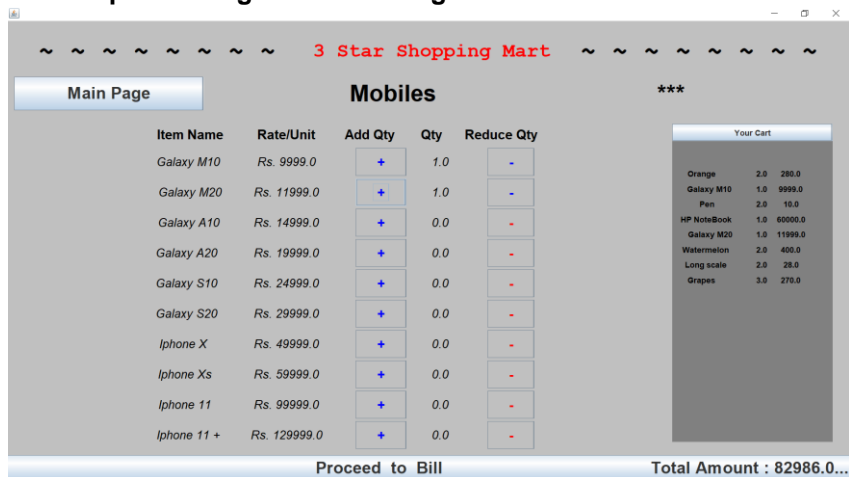 ~ ~ ~ ~ ~ ~ ~ ~ 3 Star Shopping Mart ~ ~ ~ ~ ~ ~ ~ ~
Main Page
Mobiles
***
Item Name Rate/Unit Add Qty Qty Reduce Qty
Galaxy M10 Rs. 9999.0 + 1.0 -
Galaxy M20 Rs. 11999.0 + 1.0 -
Galaxy A10 Rs. 14999.0 + 0.0 -
Galaxy A20 Rs. 19999.0 + 0.0 -
Galaxy S10 Rs. 24999.0 + 0.0 -
Galaxy S20 Rs. 29999.0 + 0.0 -
Iphone X Rs. 49999.0 + 0.0 -
Iphone Xs Rs. 59999.0 + 0.0 -
Iphone 11 Rs. 99999.0 + 0.0 -
Iphone 11 + Rs. 129999.0 + 0.0 -
Your Cart
Orange 2.0 280.0
Galaxy M10 1.0 9999.0
Pen 2.0 10.0
HP NoteBook 1.0 60000.0
Galaxy M20 1.0 11999.0
Watermelon 2.0 400.0
Long scale 2.0 28.0
Grapes 3.0 270.0
Proceed to Bill
Total Amount : 82986.0...